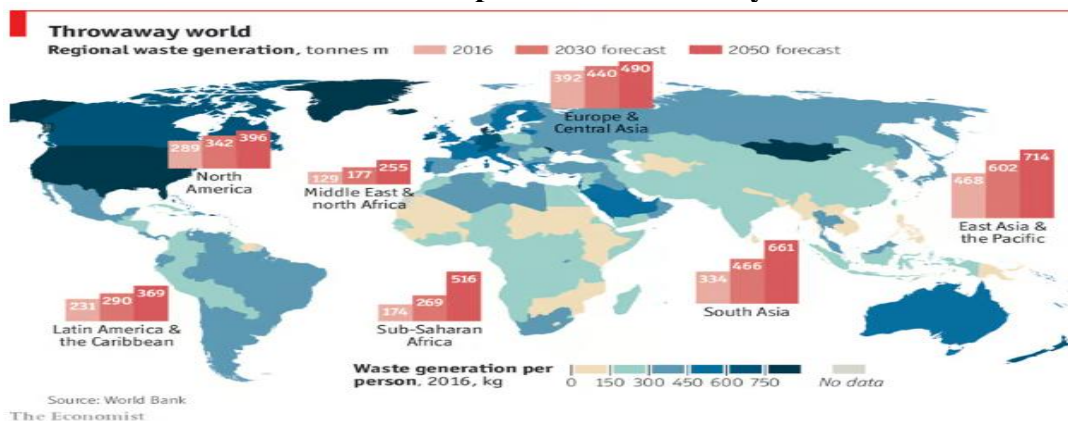 Throwaway world
Regional waste generation, tonnes m 2016 2030 forecast 2050 forecast
392 440 490
Europe &
Central Asia
289 342 396
North
America
129 177 255
Middle East &
north Africa
468 602 714
East Asia &
the Pacific
334 466 661
South Asia
231 290 369
Latin America &
the Caribbean
174 269 516
Sub-Saharan
Africa
Waste generation per
person, 2016, kg
0 150 300 450 600 750
No data
Source: World Bank
The Economist